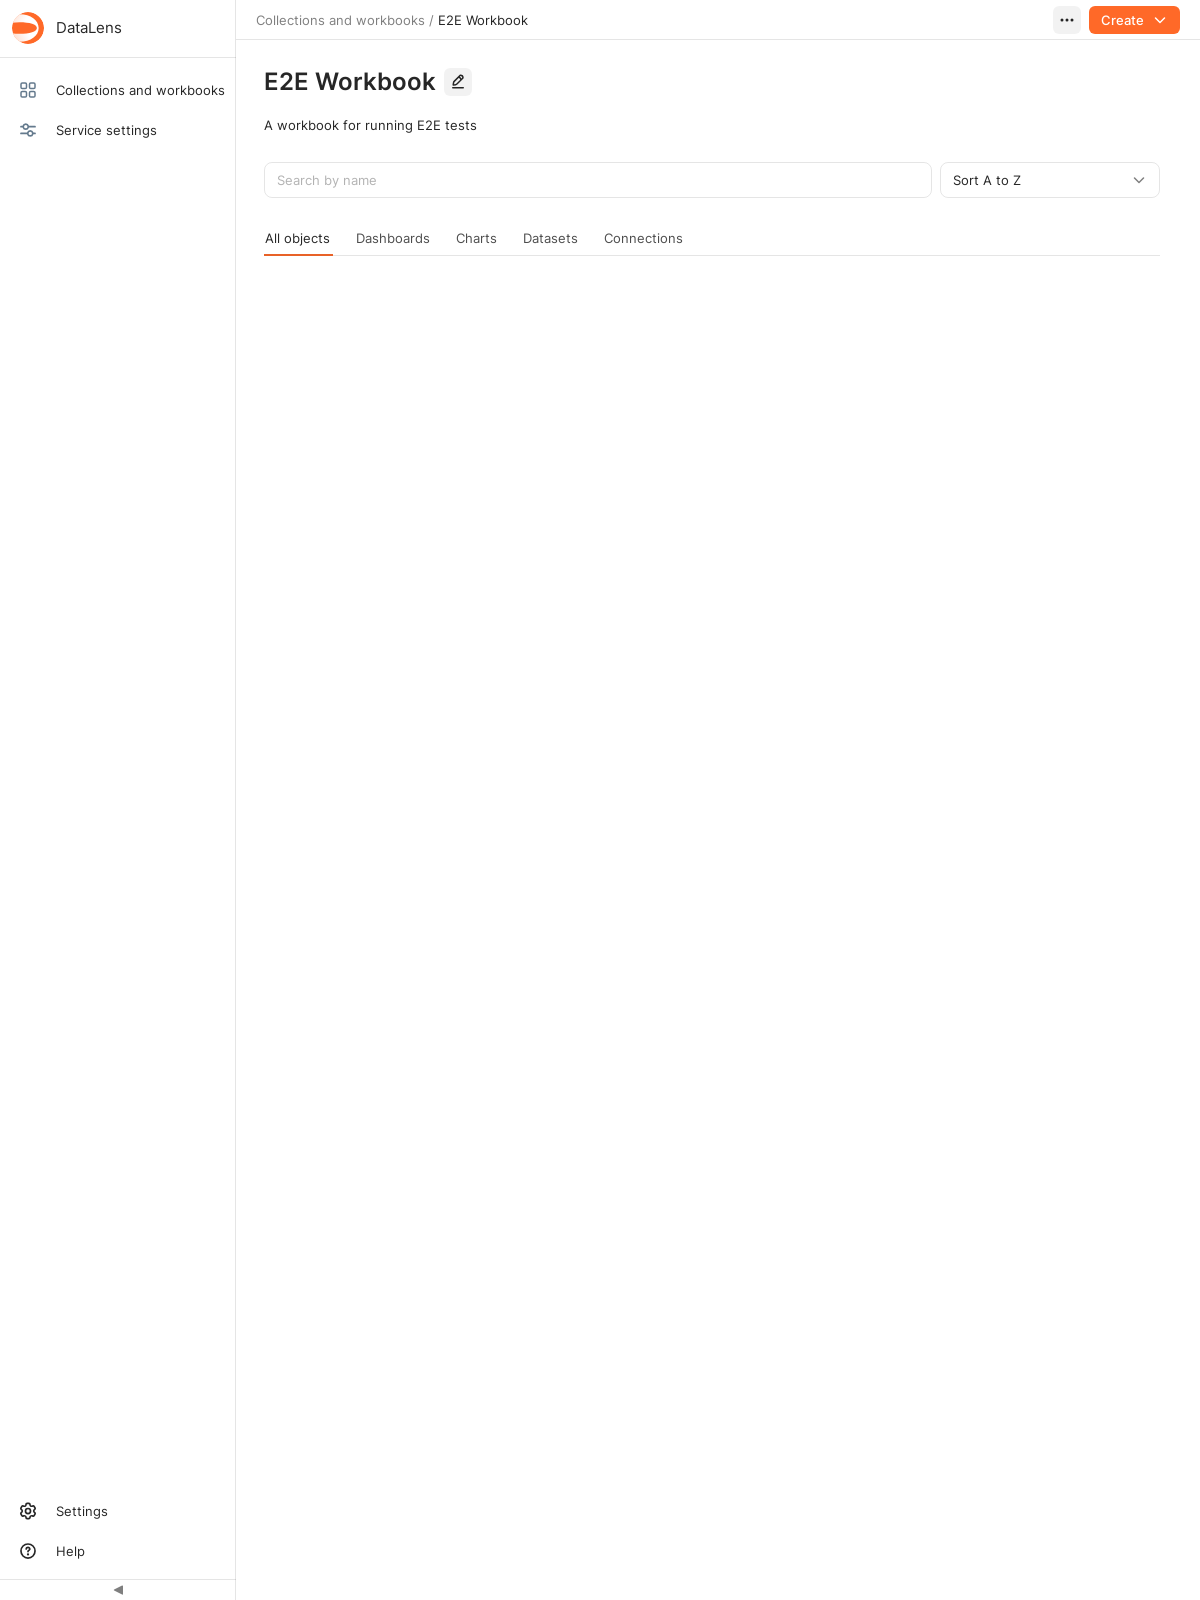 DataLens
Collections and workbooks / E2E Workbook
Create
Collections and workbooks
Service settings
E2E Workbook
A workbook for running E2E tests
Search by name
Sort A to Z
All objects
Dashboards
Charts
Datasets
Connections
Settings
Help